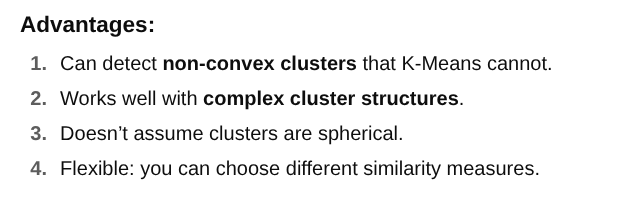 Advantages:
1. Can detect non-convex clusters that K-Means cannot.
2. Works well with complex cluster structures.
3. Doesn’t assume clusters are spherical.
4. Flexible: you can choose different similarity measures.